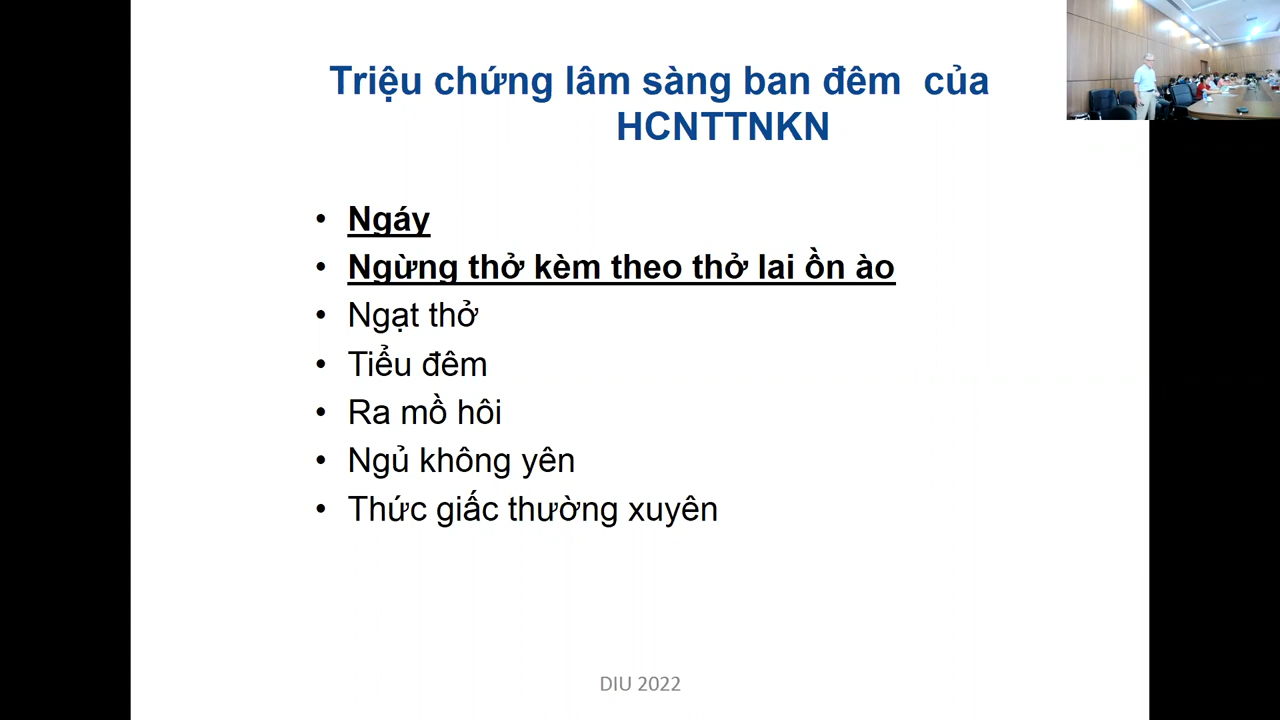 Triệu chứng lâm sàng ban đêm của
HCNTTNKN
• Ngáy
• Ngừng thở kèm theo thở lai ồn ào
• Ngạt thở
• Tiểu đêm
• Ra mồ hôi
• Ngủ không yên
• Thức giấc thường xuyên
DIU 2022